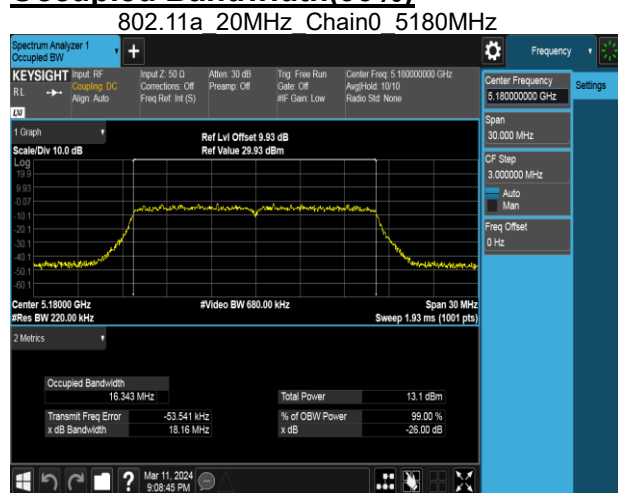 802.11a_20MHz_Chain0_5180MHz
Spectrum Analyzer 1
Occupied BW
Frequency
KEYSIGHT
RL
Input: RF
Coupling: DC
Align: Auto
Input Z: 50 Ω
Corrections: Off
Freq Ref: Int (S)
Atten: 30 dB
Preamp: Off
Trig: Free Run
Gate: Off
#IF Gain: Low
Center Freq: 5.180000000 GHz
Avg|Hold: 10/10
Radio Std: None
LXI
Center Frequency
5.180000000 GHz
Settings
Span
30.000 MHz
CF Step
3.000000 MHz
Auto
Man
Freq Offset
0 Hz
1 Graph
Scale/Div 10.0 dB
Ref Lvl Offset 9.93 dB
Ref Value 29.93 dBm
Log
19.9
9.93
-0.07
-10.1
-20.1
-30.1
-40.1
-50.1
-60.1
Center 5.18000 GHz
#Res BW 220.00 kHz
#Video BW 680.00 kHz
Span 30 MHz
Sweep 1.93 ms (1001 pts)
2 Metrics
Occupied Bandwidth
16.343 MHz
Total Power 13.1 dBm
Transmit Freq Error -53.541 kHz
% of OBW Power 99.00 %
x dB Bandwidth 18.16 MHz
x dB -26.00 dB
?
Mar 11, 2024
9:08:45 PM